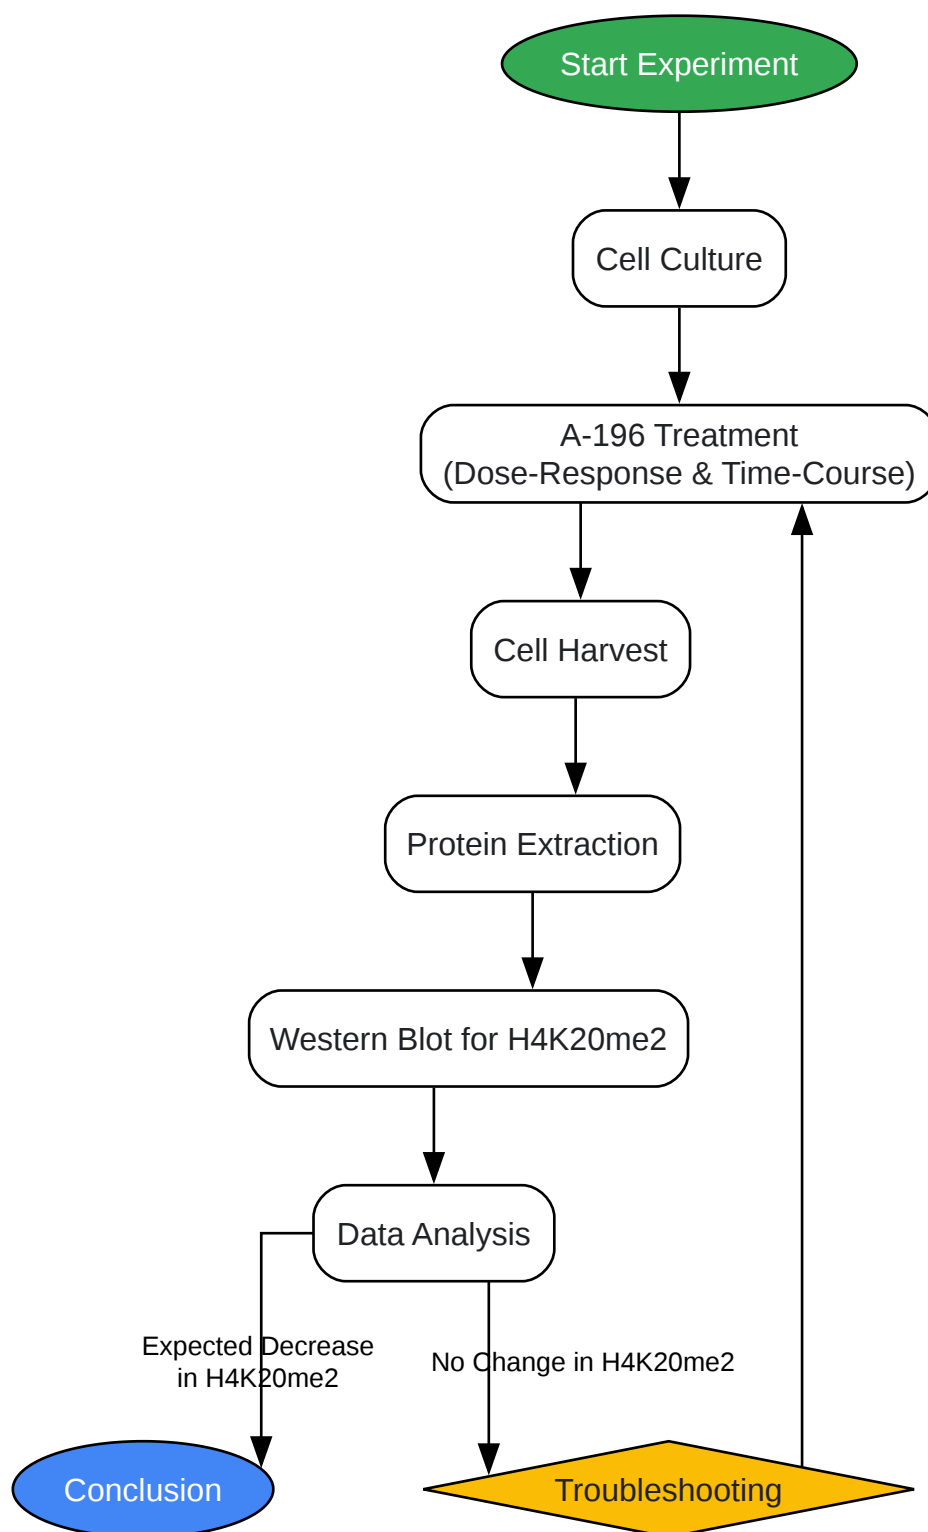 Start Experiment
Cell Culture
A-196 Treatment
(Dose-Response & Time-Course)
Cell Harvest
Protein Extraction
Western Blot for H4K20me2
Data Analysis
Expected Decrease
in H4K20me2
No Change in H4K20me2
Conclusion
Troubleshooting